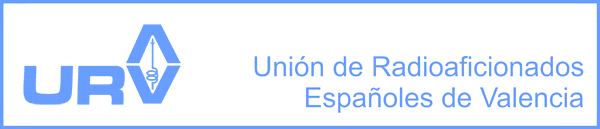 URV
Unión de Radioaficionados
Españoles de Valencia